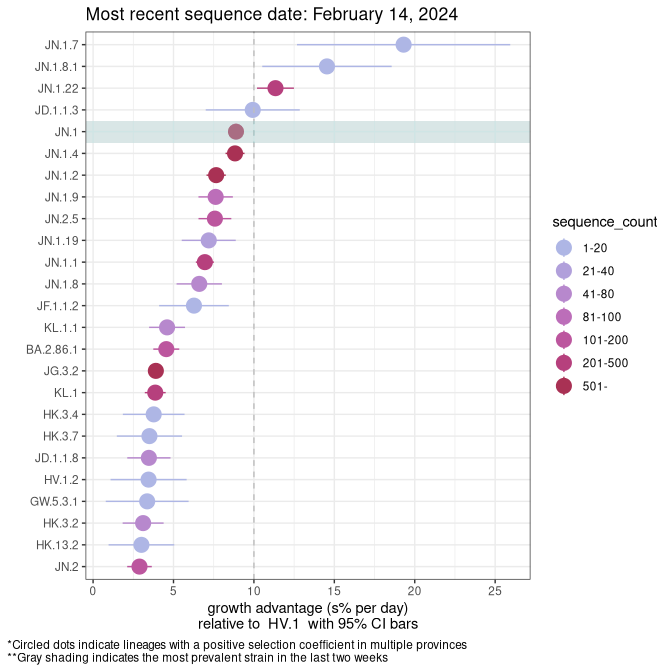 Most recent sequence date: February 14, 2024
JN.1.7
JN.1.8.1
JN.1.22
JD.1.1.3
JN.1
JN.1.4
JN.1.2
JN.1.9
JN.2.5
JN.1.19
JN.1.1
JN.1.8
JF.1.1.2
KL.1.1
BA.2.86.1
JG.3.2
KL.1
HK.3.4
HK.3.7
JD.1.1.8
HV.1.2
GW.5.3.1
HK.3.2
HK.13.2
JN.2
0 5 10 15 20 25
growth advantage (s% per day)
relative to HV.1 with 95% CI bars
sequence_count
1-20
21-40
41-80
81-100
101-200
201-500
501-
*Circled dots indicate lineages with a positive selection coefficient in multiple provinces
**Gray shading indicates the most prevalent strain in the last two weeks